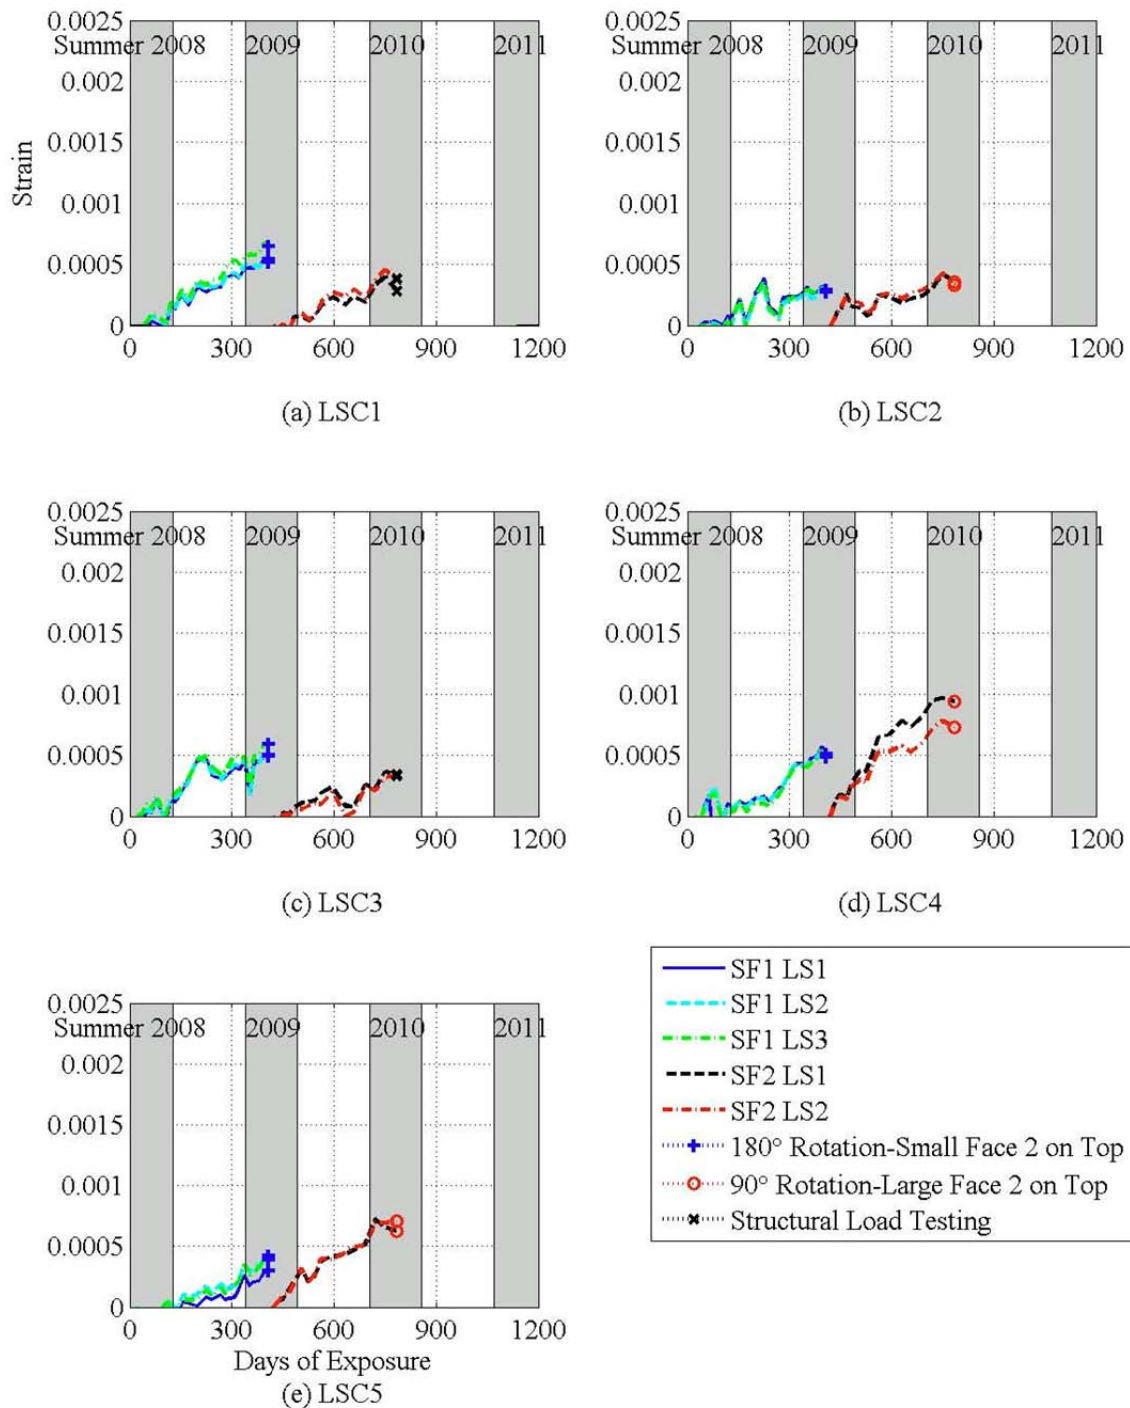 0.0025
Summer 2008 2009 2010 2011
0.002
0.0015
0.001
0.0005
0
0 300 600 900 1200
Strain
(a) LSC1
0.0025
Summer 2008 2009 2010 2011
0.002
0.0015
0.001
0.0005
0
0 300 600 900 1200
(b) LSC2
0.0025
Summer 2008 2009 2010 2011
0.002
0.0015
0.001
0.0005
0
0 300 600 900 1200
(c) LSC3
0.0025
Summer 2008 2009 2010 2011
0.002
0.0015
0.001
0.0005
0
0 300 600 900 1200
(d) LSC4
0.0025
Summer 2008 2009 2010 2011
0.002
0.0015
0.001
0.0005
0
0 300 600 900 1200
Days of Exposure
(e) LSC5
SF1 LS1
SF1 LS2
SF1 LS3
SF2 LS1
SF2 LS2
180° Rotation-Small Face 2 on Top
90° Rotation-Large Face 2 on Top
Structural Load Testing